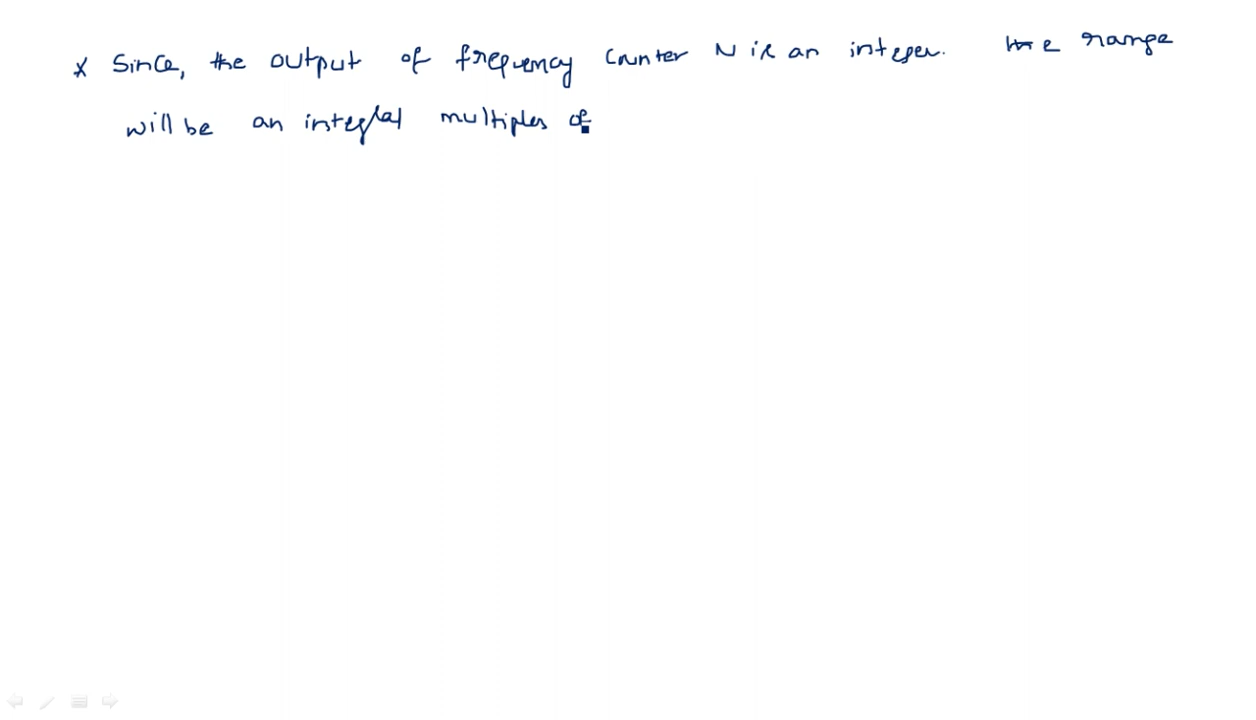 * Since, the output of frequency counter N is an integer. the range
will be an integral multiples of